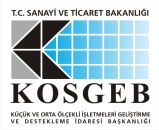 T.C. SANAYİ VE TİCARET BAKANLIĞI
KOSGEB
KÜÇÜK VE ORTA ÖLÇEKLİ İŞLETMELERİ GELİŞTİRME
VE DESTEKLEME İDARESİ BAŞKANLIĞI